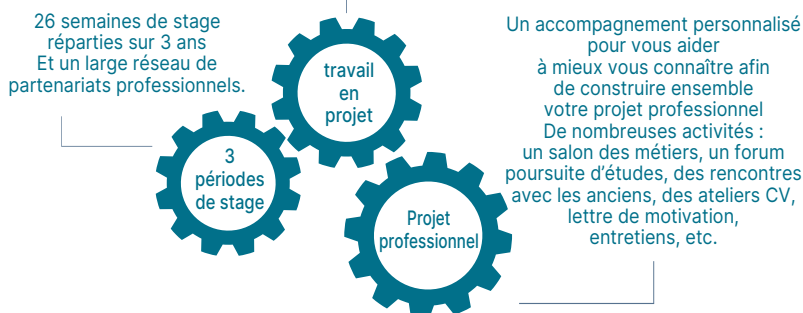 26 semaines de stage
réparties sur 3 ans
Et un large réseau de
partenariats professionnels.
travail
en
projet
3
périodes
de stage
Projet
professionnel
Un accompagnement personnalisé
pour vous aider
à mieux vous connaître afin
de construire ensemble
votre projet professionnel
De nombreuses activités :
un salon des métiers, un forum
poursuite d'études, des rencontres
avec les anciens, des ateliers CV,
lettre de motivation,
entretiens, etc.